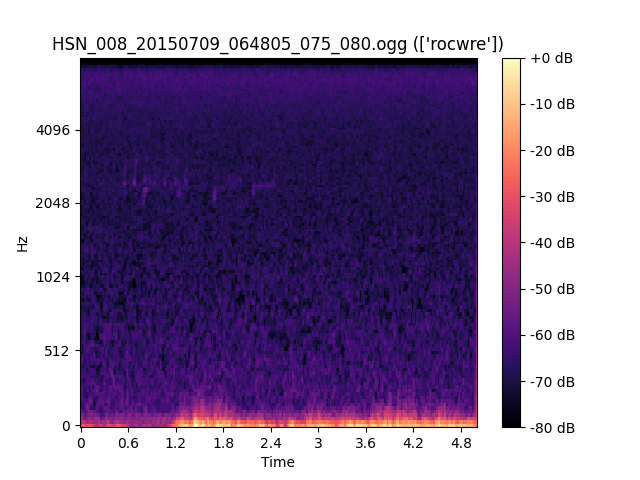 HSN_008_20150709_064805_075_080.ogg (['rocwre'])
+0 dB
-10 dB
-20 dB
-30 dB
-40 dB
-50 dB
-60 dB
-70 dB
-80 dB
Hz
4096
2048
1024
512
0
0 0.6 1.2 1.8 2.4 3 3.6 4.2 4.8
Time